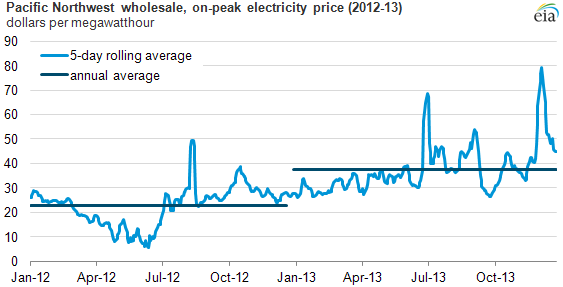 Pacific Northwest wholesale, on-peak electricity price (2012-13)
dollars per megawatthour
eia
90
80
70
60
50
40
30
20
10
0
5-day rolling average
annual average
Jan-12 Apr-12 Jul-12 Oct-12 Jan-13 Apr-13 Jul-13 Oct-13